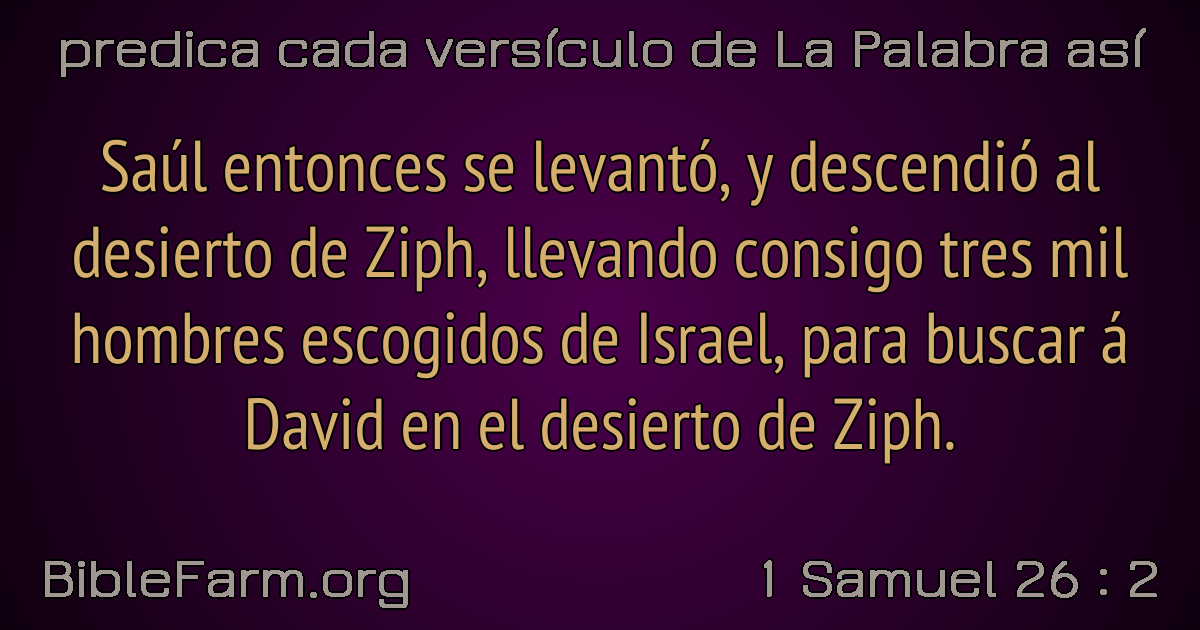 predica cada versículo de La Palabra así
Saúl entonces se levantó, y descendió al
desierto de Ziph, llevando consigo tres mil
hombres escogidos de Israel, para buscar á
David en el desierto de Ziph.
BibleFarm.org
1 Samuel 26 : 2